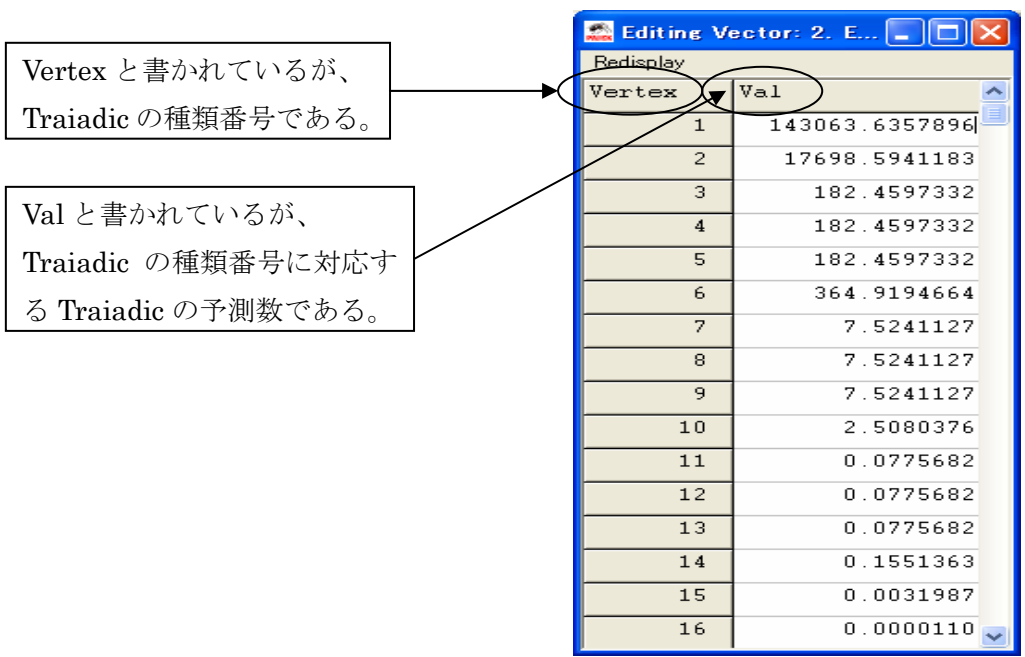 Vertex と書かれているが、
Traiadic の種類番号である。
Val と書かれているが、
Traiadic の種類番号に対応す
る Traiadic の予測数である。
Editing Vector: 2. E...
Redisplay
Vertex Val
1 143063.6357896
2 17698.5941183
3 182.4597332
4 182.4597332
5 182.4597332
6 364.9194664
7 7.5241127
8 7.5241127
9 7.5241127
10 2.5080376
11 0.0775682
12 0.0775682
13 0.0775682
14 0.1551363
15 0.0031987
16 0.0000110